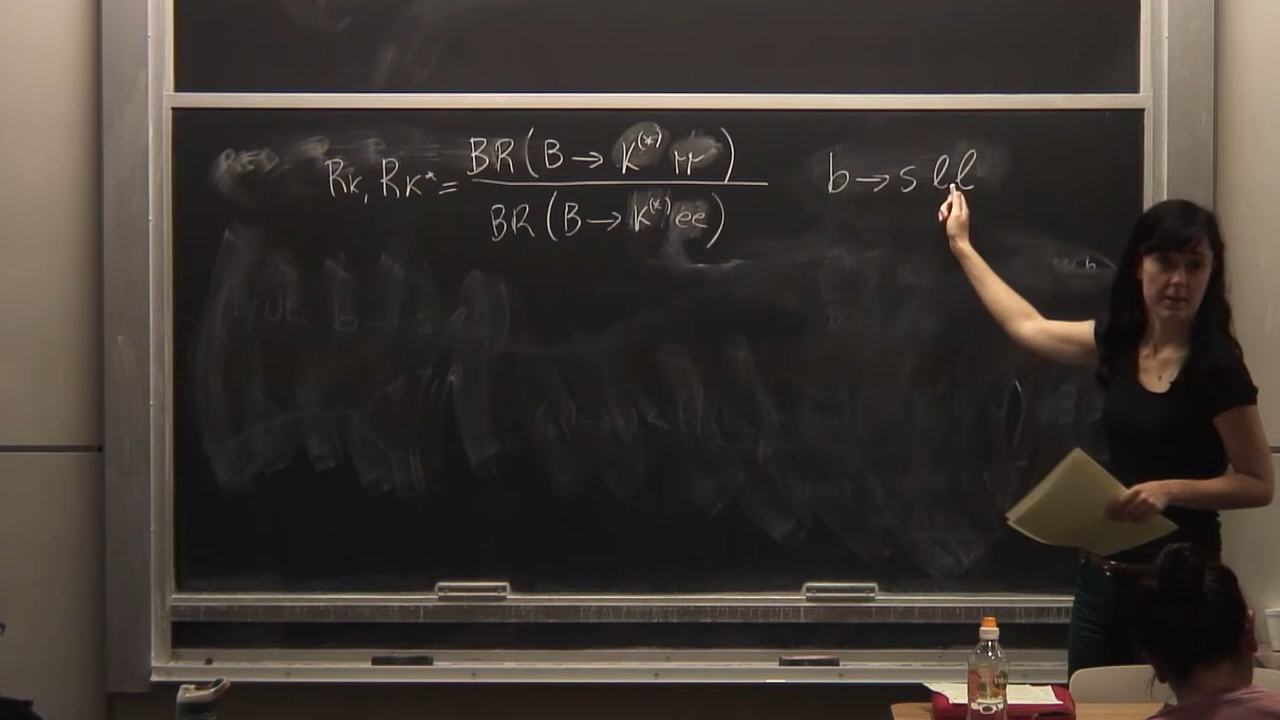 R_K, R_K* = BR(B → K^(*) μμ) / BR(B → K^(*) ee)
b → s ℓℓ